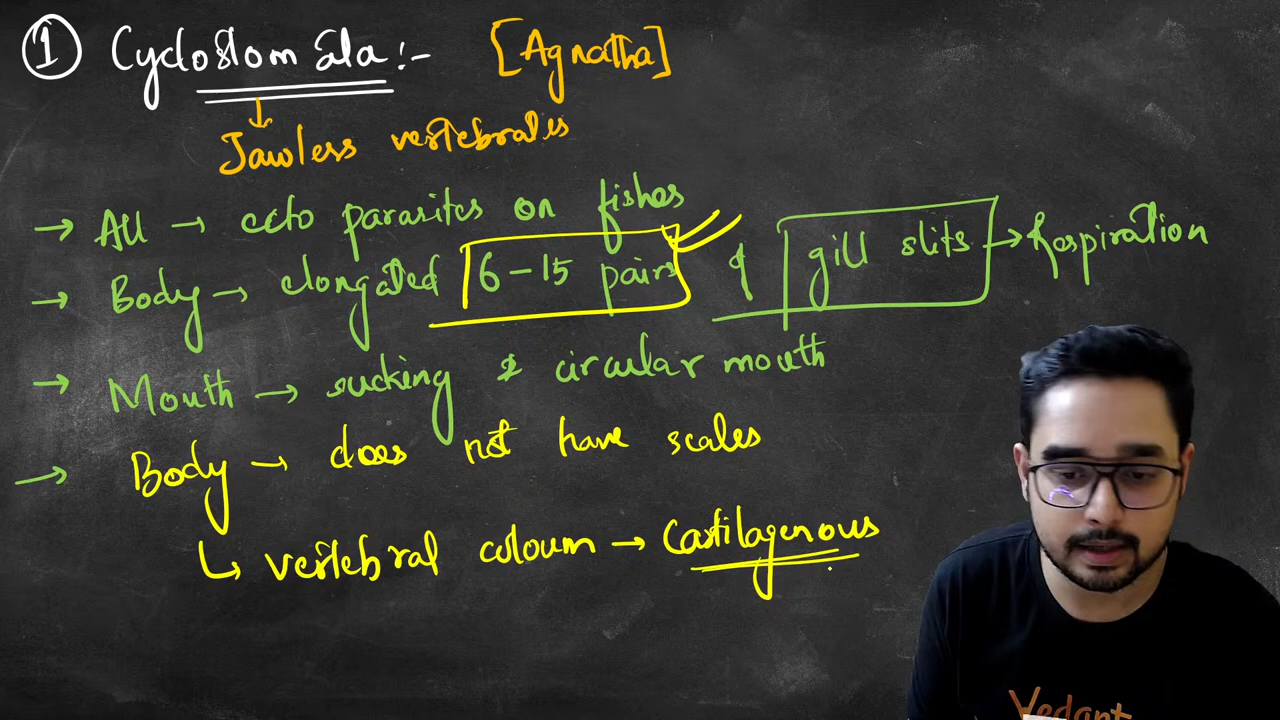 1 Cyclostomata :- [Agnatha]
↓
Jawless vertebrates
→ All → ecto parasites on fishes
→ Body → elongated 6-15 pairs of gill slits → Respiration
→ Mouth → sucking & circular mouth
→ Body → does not have scales
↳ vertebral coloum → Cartilagenous
Vedant